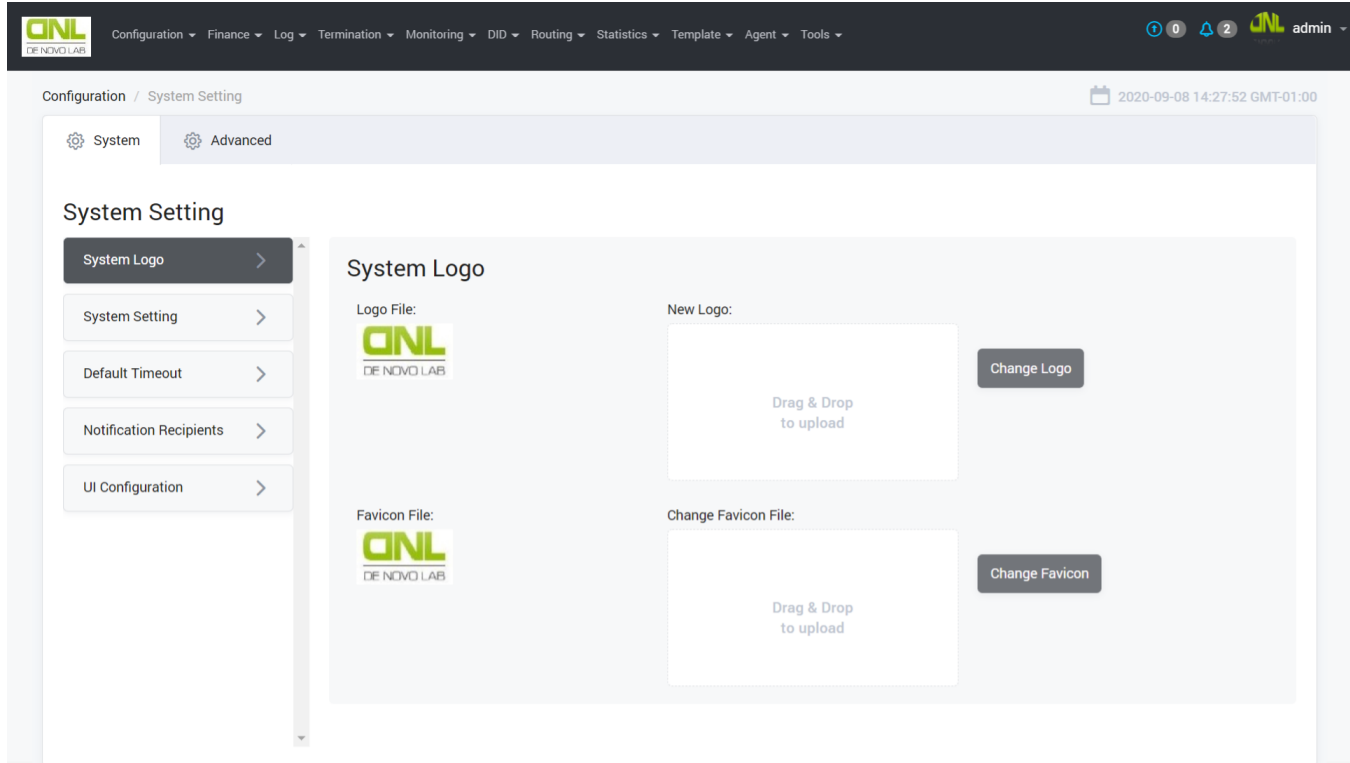 DNL
DE NOVO LAB
Configuration Finance Log Termination Monitoring DID Routing Statistics Template Agent Tools
0 2 DNL admin
Configuration / System Setting
2020-09-08 14:27:52 GMT-01:00
System Advanced
System Setting
System Logo
System Setting
Default Timeout
Notification Recipients
UI Configuration
System Logo
Logo File:
New Logo:
DNL
DE NOVO LAB
Drag & Drop
to upload
Change Logo
Favicon File:
Change Favicon File:
DNL
DE NOVO LAB
Drag & Drop
to upload
Change Favicon